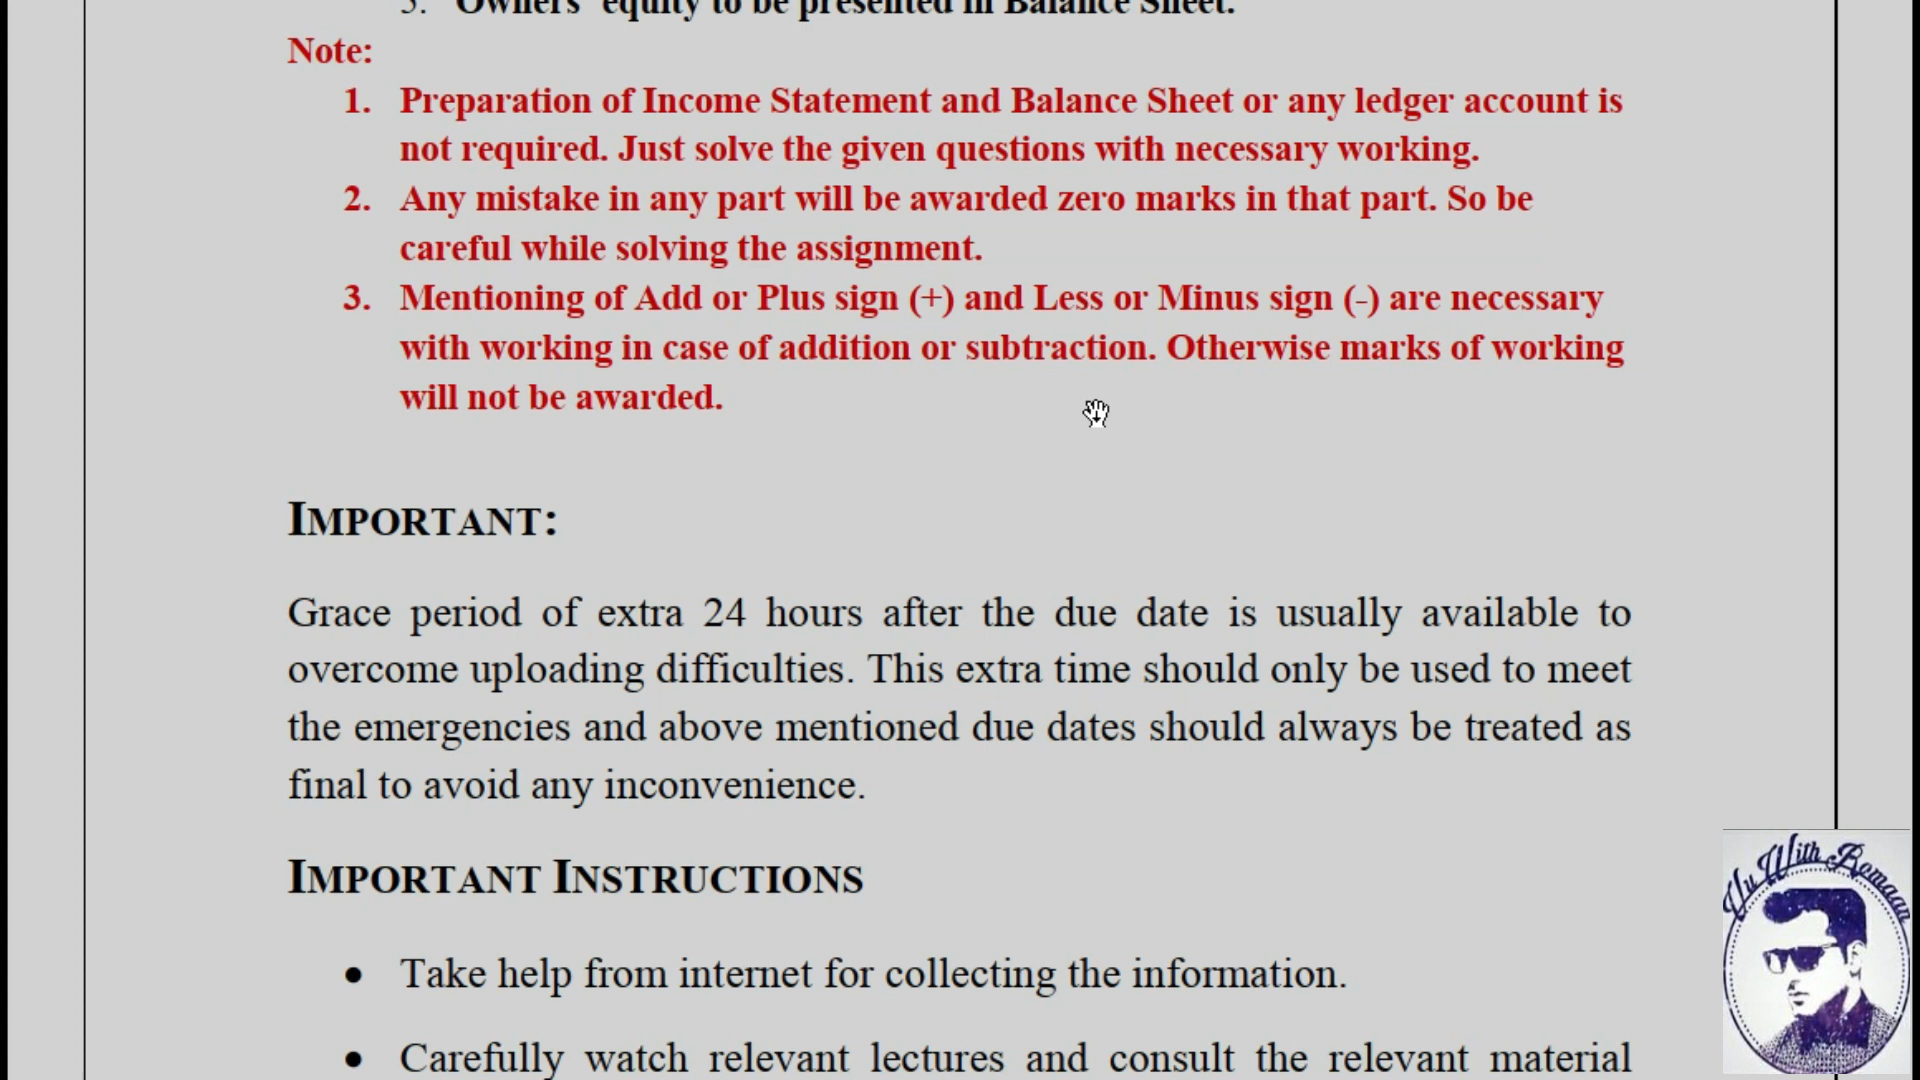 5. Owners' equity to be presented in Balance Sheet.
Note:
1. Preparation of Income Statement and Balance Sheet or any ledger account is
not required. Just solve the given questions with necessary working.
2. Any mistake in any part will be awarded zero marks in that part. So be
careful while solving the assignment.
3. Mentioning of Add or Plus sign (+) and Less or Minus sign (-) are necessary
with working in case of addition or subtraction. Otherwise marks of working
will not be awarded.
IMPORTANT:
Grace period of extra 24 hours after the due date is usually available to
overcome uploading difficulties. This extra time should only be used to meet
the emergencies and above mentioned due dates should always be treated as
final to avoid any inconvenience.
IMPORTANT INSTRUCTIONS
• Take help from internet for collecting the information.
• Carefully watch relevant lectures and consult the relevant material
Vu With Romaan